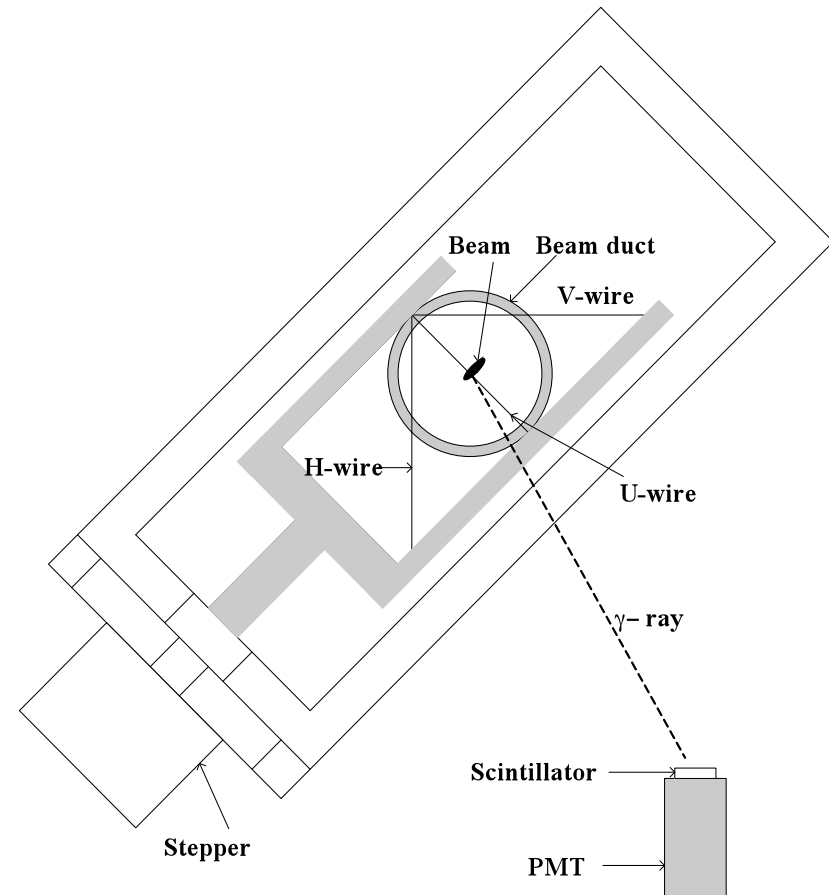 Beam
Beam duct
V-wire
H-wire
U-wire
γ– ray
Scintillator
Stepper
PMT